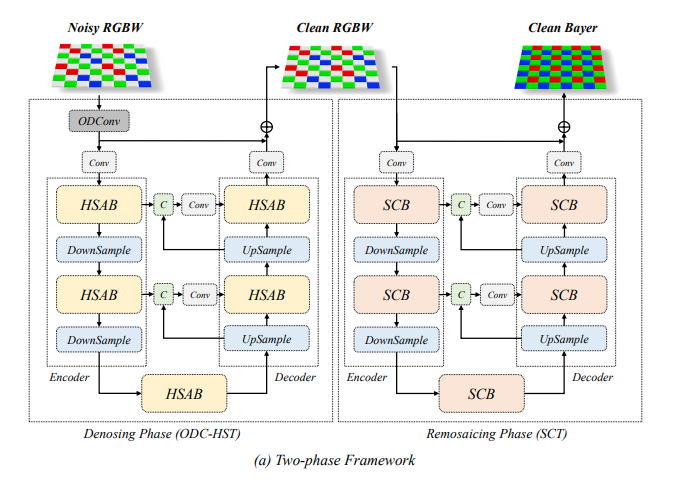 Noisy RGBW
Clean RGBW
Clean Bayer
ODConv
Conv
Conv
HSAB
C
Conv
HSAB
DownSample
UpSample
HSAB
C
Conv
HSAB
DownSample
UpSample
Encoder
HSAB
Decoder
Denosing Phase (ODC-HST)
Conv
Conv
SCB
C
Conv
SCB
DownSample
UpSample
SCB
C
Conv
SCB
DownSample
UpSample
Encoder
SCB
Decoder
Remosaicing Phase (SCT)
(a) Two-phase Framework